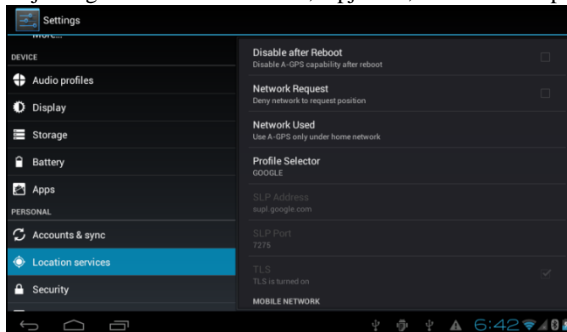 Settings
DEVICE
Audio profiles
Display
Storage
Battery
Apps
PERSONAL
Accounts & sync
Location services
Security
Disable after Reboot
Disable A-GPS capability after reboot
Network Request
Deny network to request position
Network Used
Use A-GPS only under home network
Profile Selector
GOOGLE
SLP Address
supl.google.com
SLP Port
7275
TLS
TLS is turned on
MOBILE NETWORK
6:42